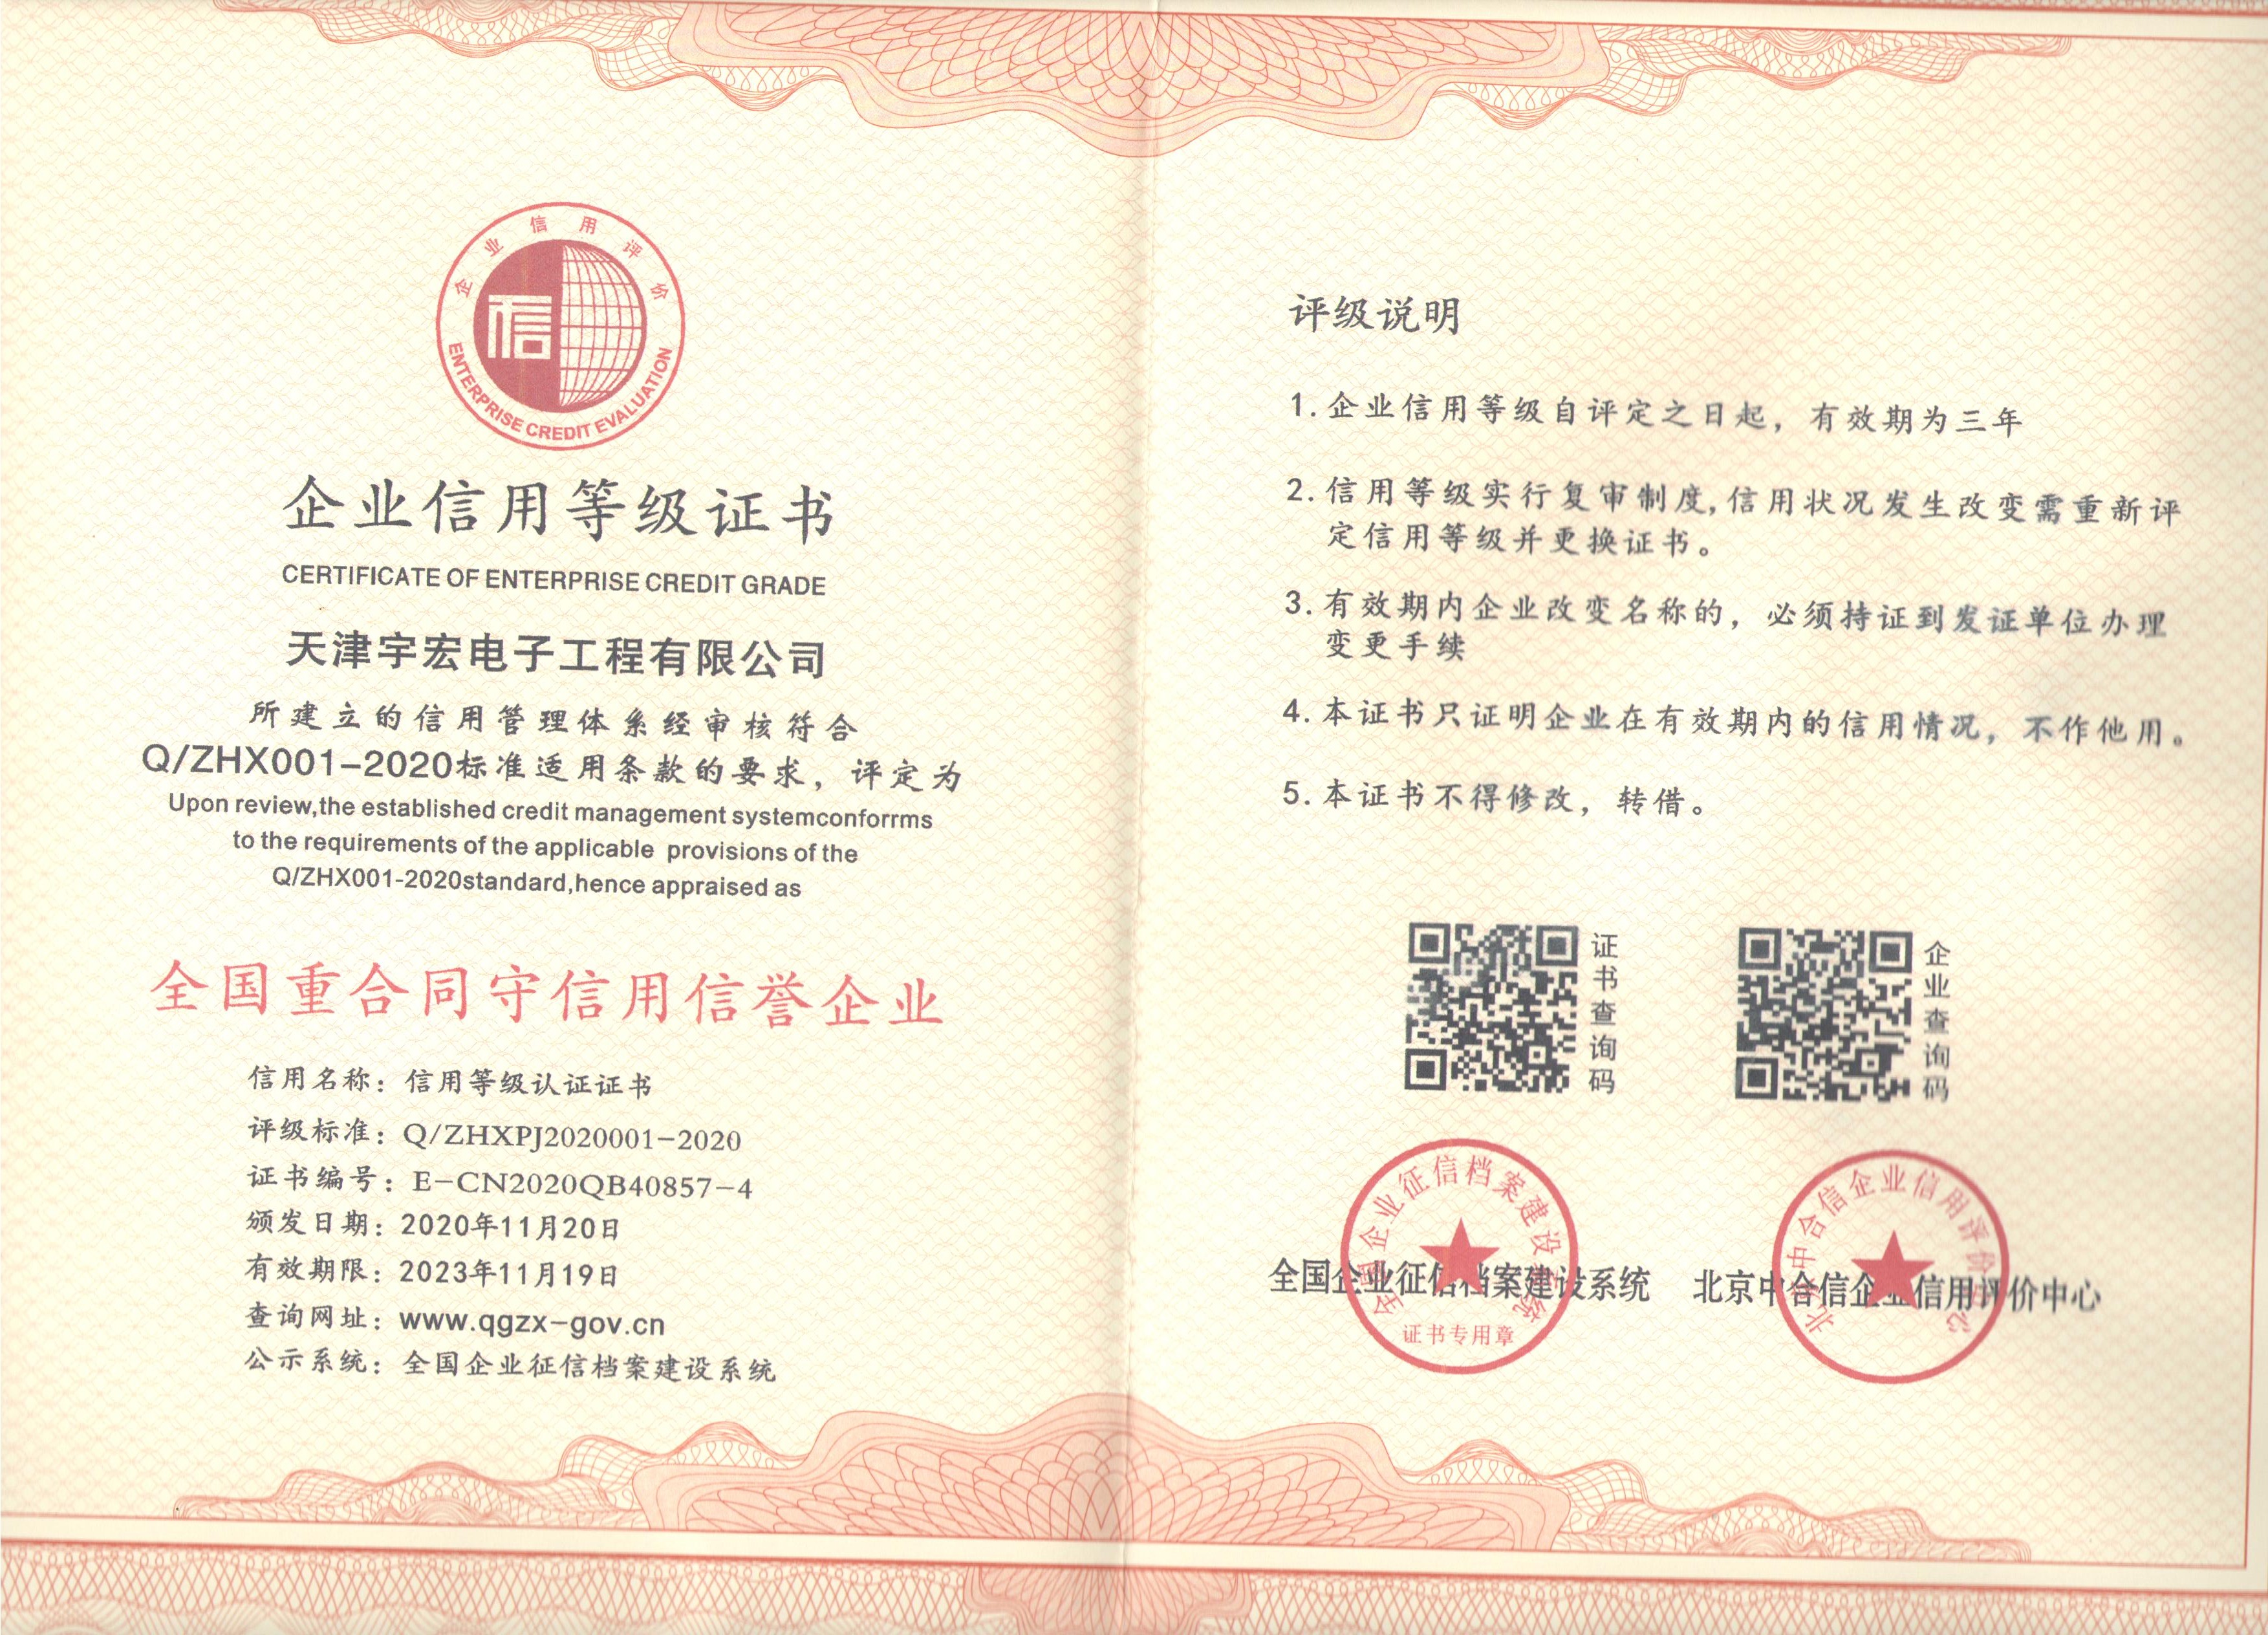 企业信用评价
信
ENTERPRISE CREDIT EVALUATION
企业信用等级证书
CERTIFICATE OF ENTERPRISE CREDIT GRADE
天津宇宏电子工程有限公司
所建立的信用管理体系经审核符合
Q/ZHX001-2020标准适用条款的要求，评定为
Upon review,the established credit management systemconforrms
to the requirements of the applicable provisions of the
Q/ZHX001-2020standard,hence appraised as
全国重合同守信用信誉企业
信用名称：信用等级认证证书
评级标准：Q/ZHXPJ2020001-2020
证书编号：E-CN2020QB40857-4
颁发日期：2020年11月20日
有效期限：2023年11月19日
查询网址：www.qgzx-gov.cn
公示系统：全国企业征信档案建设系统
评级说明
1.企业信用等级自评定之日起，有效期为三年
2.信用等级实行复审制度,信用状况发生改变需重新评
定信用等级并更换证书。
3.有效期内企业改变名称的，必须持证到发证单位办理
变更手续
4.本证书只证明企业在有效期内的信用情况，不作他用。
5.本证书不得修改，转借。
证书查询码
企业查询码
全国企业征信档案建设系统
证书专用章
全国企业征信档案建设系统
北京中合信企业信用评价中心
北京中合信企业信用评价中心